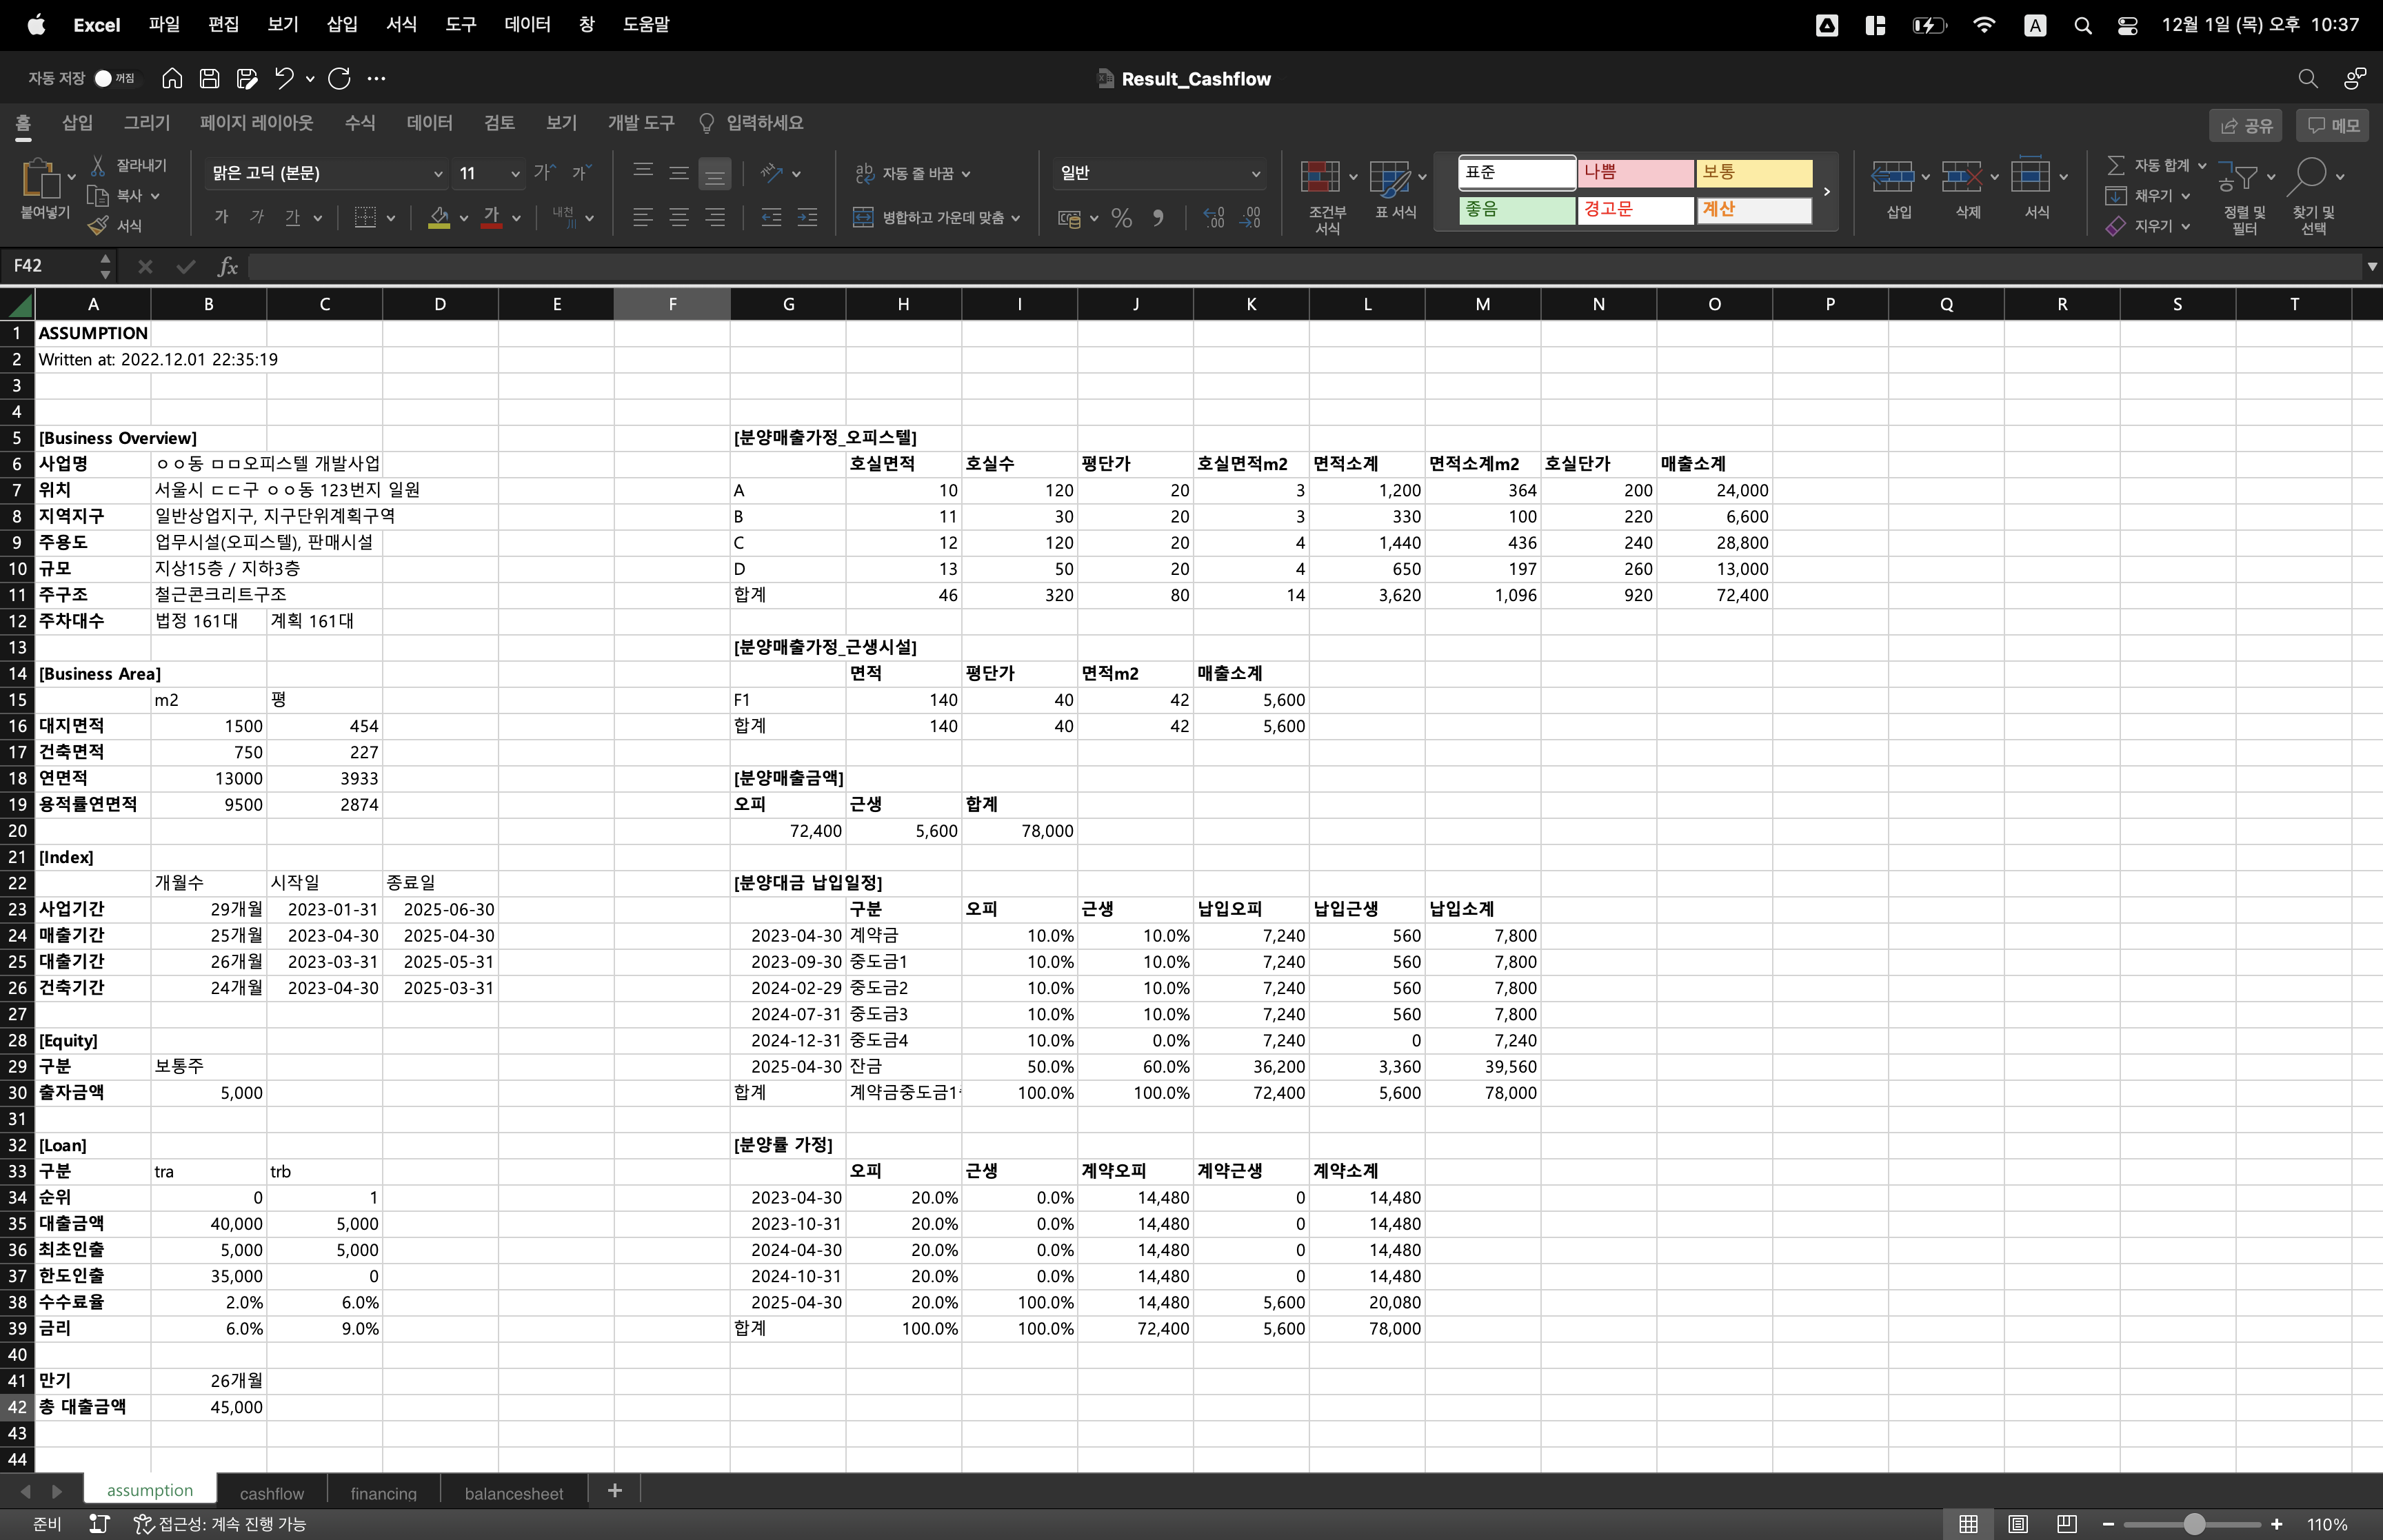 Excel 파일 편집 보기 삽입 서식 도구 데이터 창 도움말 A 12월 1일 (목) 오후 10:37
자동 저장 꺼짐 Result_Cashflow
홈 삽입 그리기 페이지 레이아웃 수식 데이터 검토 보기 개발 도구 입력하세요 공유 메모
붙여넣기 잘라내기 복사 서식
맑은 고딕 (본문) 11 가 가
가 가 가 가 내천
자동 줄 바꿈
병합하고 가운데 맞춤
일반
조건부 서식 표 서식
표준 나쁨 보통
좋음 경고문 계산
삽입 삭제 서식
자동 합계 채우기 지우기
정렬 및 필터 찾기 및 선택
F42 fx
A B C D E F G H I J K L M N O P Q R S T
1 ASSUMPTION
2 Written at: 2022.12.01 22:35:19
3
4
5 [Business Overview] [분양매출가정_오피스텔]
6 사업명 ㅇㅇ동 ㅁㅁ오피스텔 개발사업 호실면적 호실수 평단가 호실면적m2 면적소계 면적소계m2 호실단가 매출소계
7 위치 서울시 ㄷㄷ구 ㅇㅇ동 123번지 일원 A 10 120 20 3 1,200 364 200 24,000
8 지역지구 일반상업지구, 지구단위계획구역 B 11 30 20 3 330 100 220 6,600
9 주용도 업무시설(오피스텔), 판매시설 C 12 120 20 4 1,440 436 240 28,800
10 규모 지상15층 / 지하3층 D 13 50 20 4 650 197 260 13,000
11 주구조 철근콘크리트구조 합계 46 320 80 14 3,620 1,096 920 72,400
12 주차대수 법정 161대 계획 161대
13 [분양매출가정_근생시설]
14 [Business Area] 면적 평단가 면적m2 매출소계
15 m2 평 F1 140 40 42 5,600
16 대지면적 1500 454 합계 140 40 42 5,600
17 건축면적 750 227
18 연면적 13000 3933 [분양매출금액]
19 용적률연면적 9500 2874 오피 근생 합계
20 72,400 5,600 78,000
21 [Index]
22 개월수 시작일 종료일 [분양대금 납입일정]
23 사업기간 29개월 2023-01-31 2025-06-30 구분 오피 근생 납입오피 납입근생 납입소계
24 매출기간 25개월 2023-04-30 2025-04-30 2023-04-30 계약금 10.0% 10.0% 7,240 560 7,800
25 대출기간 26개월 2023-03-31 2025-05-31 2023-09-30 중도금1 10.0% 10.0% 7,240 560 7,800
26 건축기간 24개월 2023-04-30 2025-03-31 2024-02-29 중도금2 10.0% 10.0% 7,240 560 7,800
27 2024-07-31 중도금3 10.0% 10.0% 7,240 560 7,800
28 [Equity] 2024-12-31 중도금4 10.0% 0.0% 7,240 0 7,240
29 구분 보통주 2025-04-30 잔금 50.0% 60.0% 36,200 3,360 39,560
30 출자금액 5,000 합계 계약금중도금1 100.0% 100.0% 72,400 5,600 78,000
31
32 [Loan] [분양률 가정]
33 구분 tra trb 오피 근생 계약오피 계약근생 계약소계
34 순위 0 1 2023-04-30 20.0% 0.0% 14,480 0 14,480
35 대출금액 40,000 5,000 2023-10-31 20.0% 0.0% 14,480 0 14,480
36 최초인출 5,000 5,000 2024-04-30 20.0% 0.0% 14,480 0 14,480
37 한도인출 35,000 0 2024-10-31 20.0% 0.0% 14,480 0 14,480
38 수수료율 2.0% 6.0% 2025-04-30 20.0% 100.0% 14,480 5,600 20,080
39 금리 6.0% 9.0% 합계 100.0% 100.0% 72,400 5,600 78,000
40
41 만기 26개월
42 총 대출금액 45,000
43
44
assumption cashflow financing balancesheet +
준비 접근성: 계속 진행 가능 110%